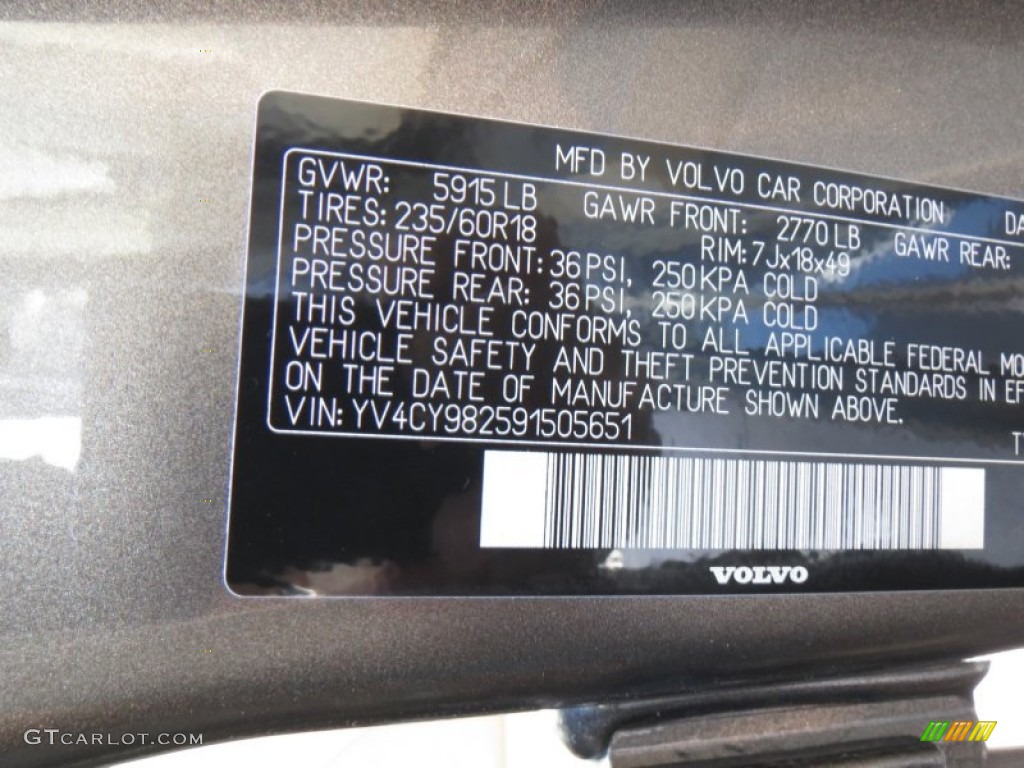 MFD BY VOLVO CAR CORPORATION
GVWR: 5915 LB GAWR FRONT: 2770 LB GAWR REAR:
TIRES: 235/60R18 RIM: 7Jx18x49
PRESSURE FRONT: 36 PSI, 250 KPA COLD
PRESSURE REAR: 36 PSI, 250 KPA COLD
THIS VEHICLE CONFORMS TO ALL APPLICABLE FEDERAL MO
VEHICLE SAFETY AND THEFT PREVENTION STANDARDS IN EF
ON THE DATE OF MANUFACTURE SHOWN ABOVE.
VIN: YV4CY982591505651
VOLVO
GTCARLOT.COM